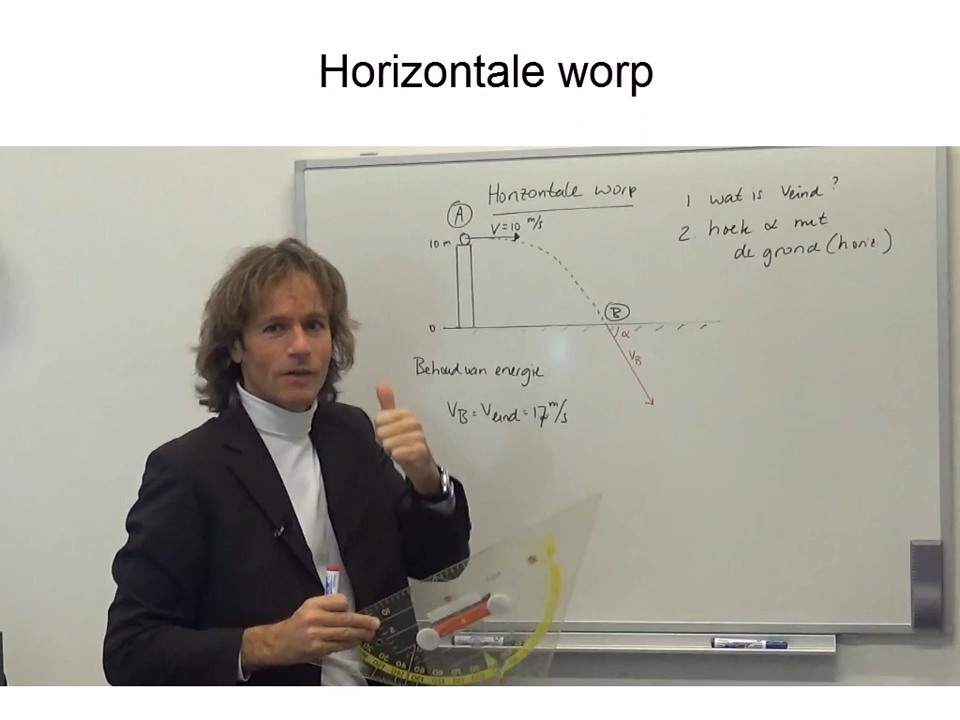 Horizontale worp
Horizontale worp
A
V=10 m/s
10 m
0
B
α
VB
1 wat is Veind?
2. hoek α met
de grond (horiz)
Behoud van energie
VB = Veind = 17 m/s